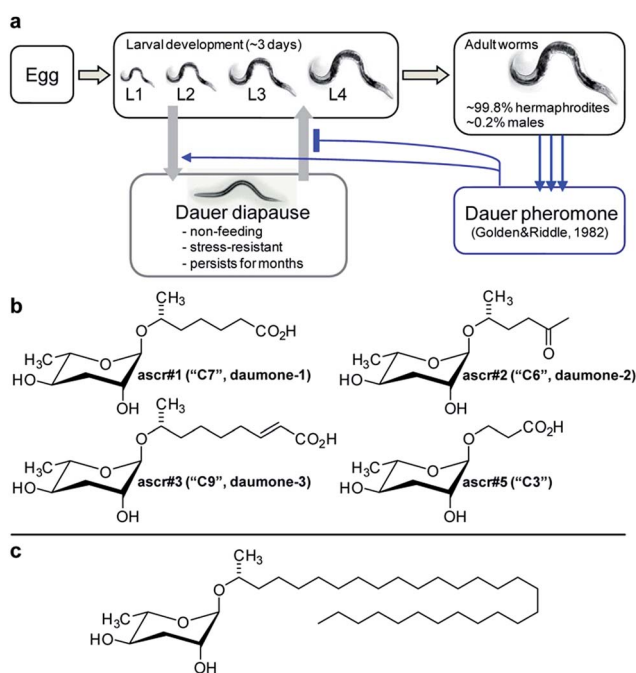 a
Egg
Larval development (~3 days)
L1
L2
L3
L4
Adult worms
~99.8% hermaphrodites
~0.2% males
Dauer diapause
- non-feeding
- stress-resistant
- persists for months
Dauer pheromone
(Golden&Riddle, 1982)
b
CH3
O
CO2H
H3C
O
HO
OH
ascr#1 ("C7", daumone-1)
CH3
O
O
H3C
O
HO
OH
ascr#2 ("C6", daumone-2)
CH3
O
CO2H
H3C
O
HO
OH
ascr#3 ("C9", daumone-3)
O
CO2H
H3C
O
HO
OH
ascr#5 ("C3")
c
CH3
O
H3C
O
HO
OH